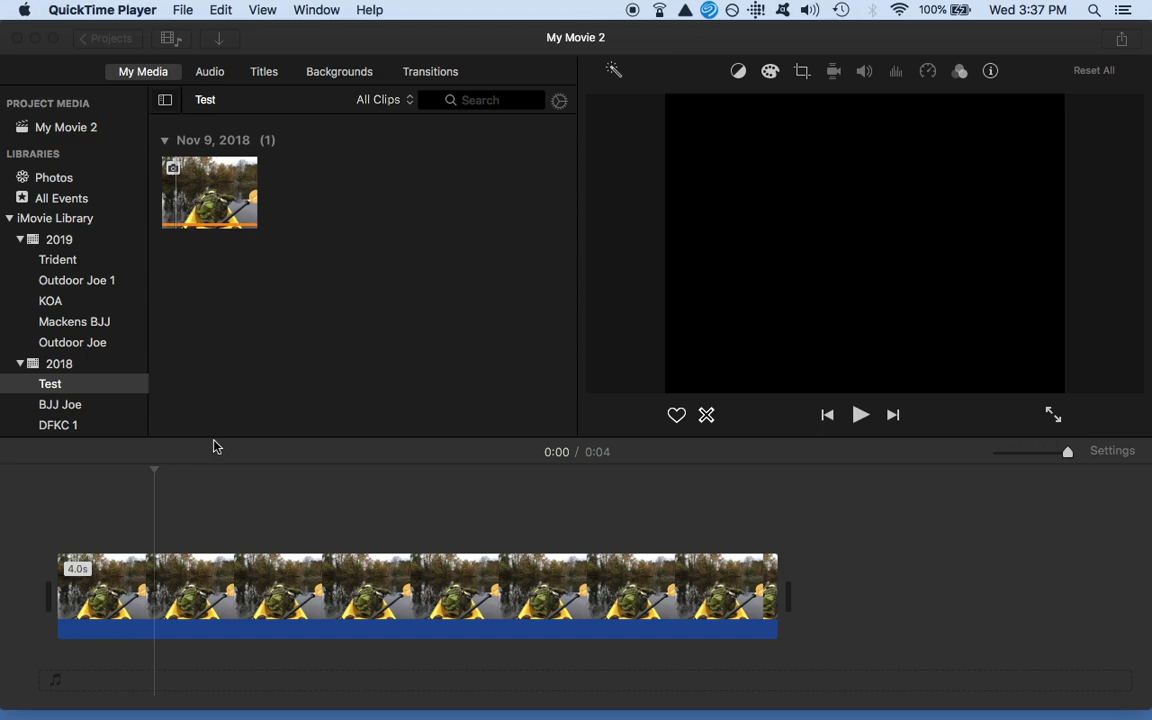 QuickTime Player File Edit View Window Help 100% Wed 3:37 PM
Projects My Movie 2
My Media Audio Titles Backgrounds Transitions Reset All
PROJECT MEDIA
My Movie 2
LIBRARIES
Photos
All Events
iMovie Library
2019
Trident
Outdoor Joe 1
KOA
Mackens BJJ
Outdoor Joe
2018
Test
BJJ Joe
DFKC 1
Test All Clips Search
Nov 9, 2018 (1)
0:00 / 0:04 Settings
4.0s